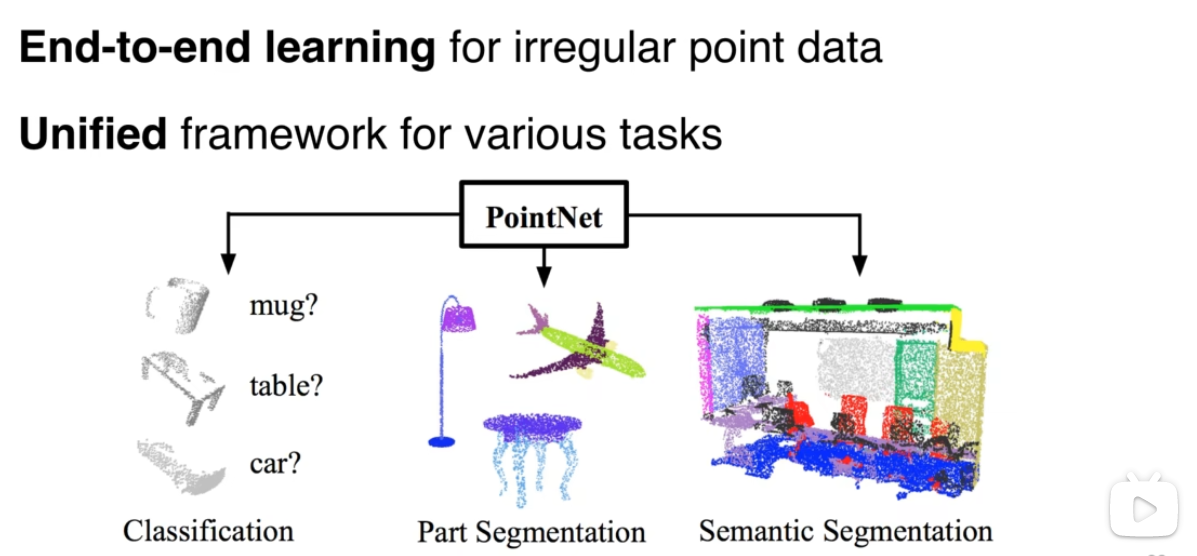 End-to-end learning for irregular point data
Unified framework for various tasks
PointNet
mug?
table?
car?
Classification
Part Segmentation
Semantic Segmentation